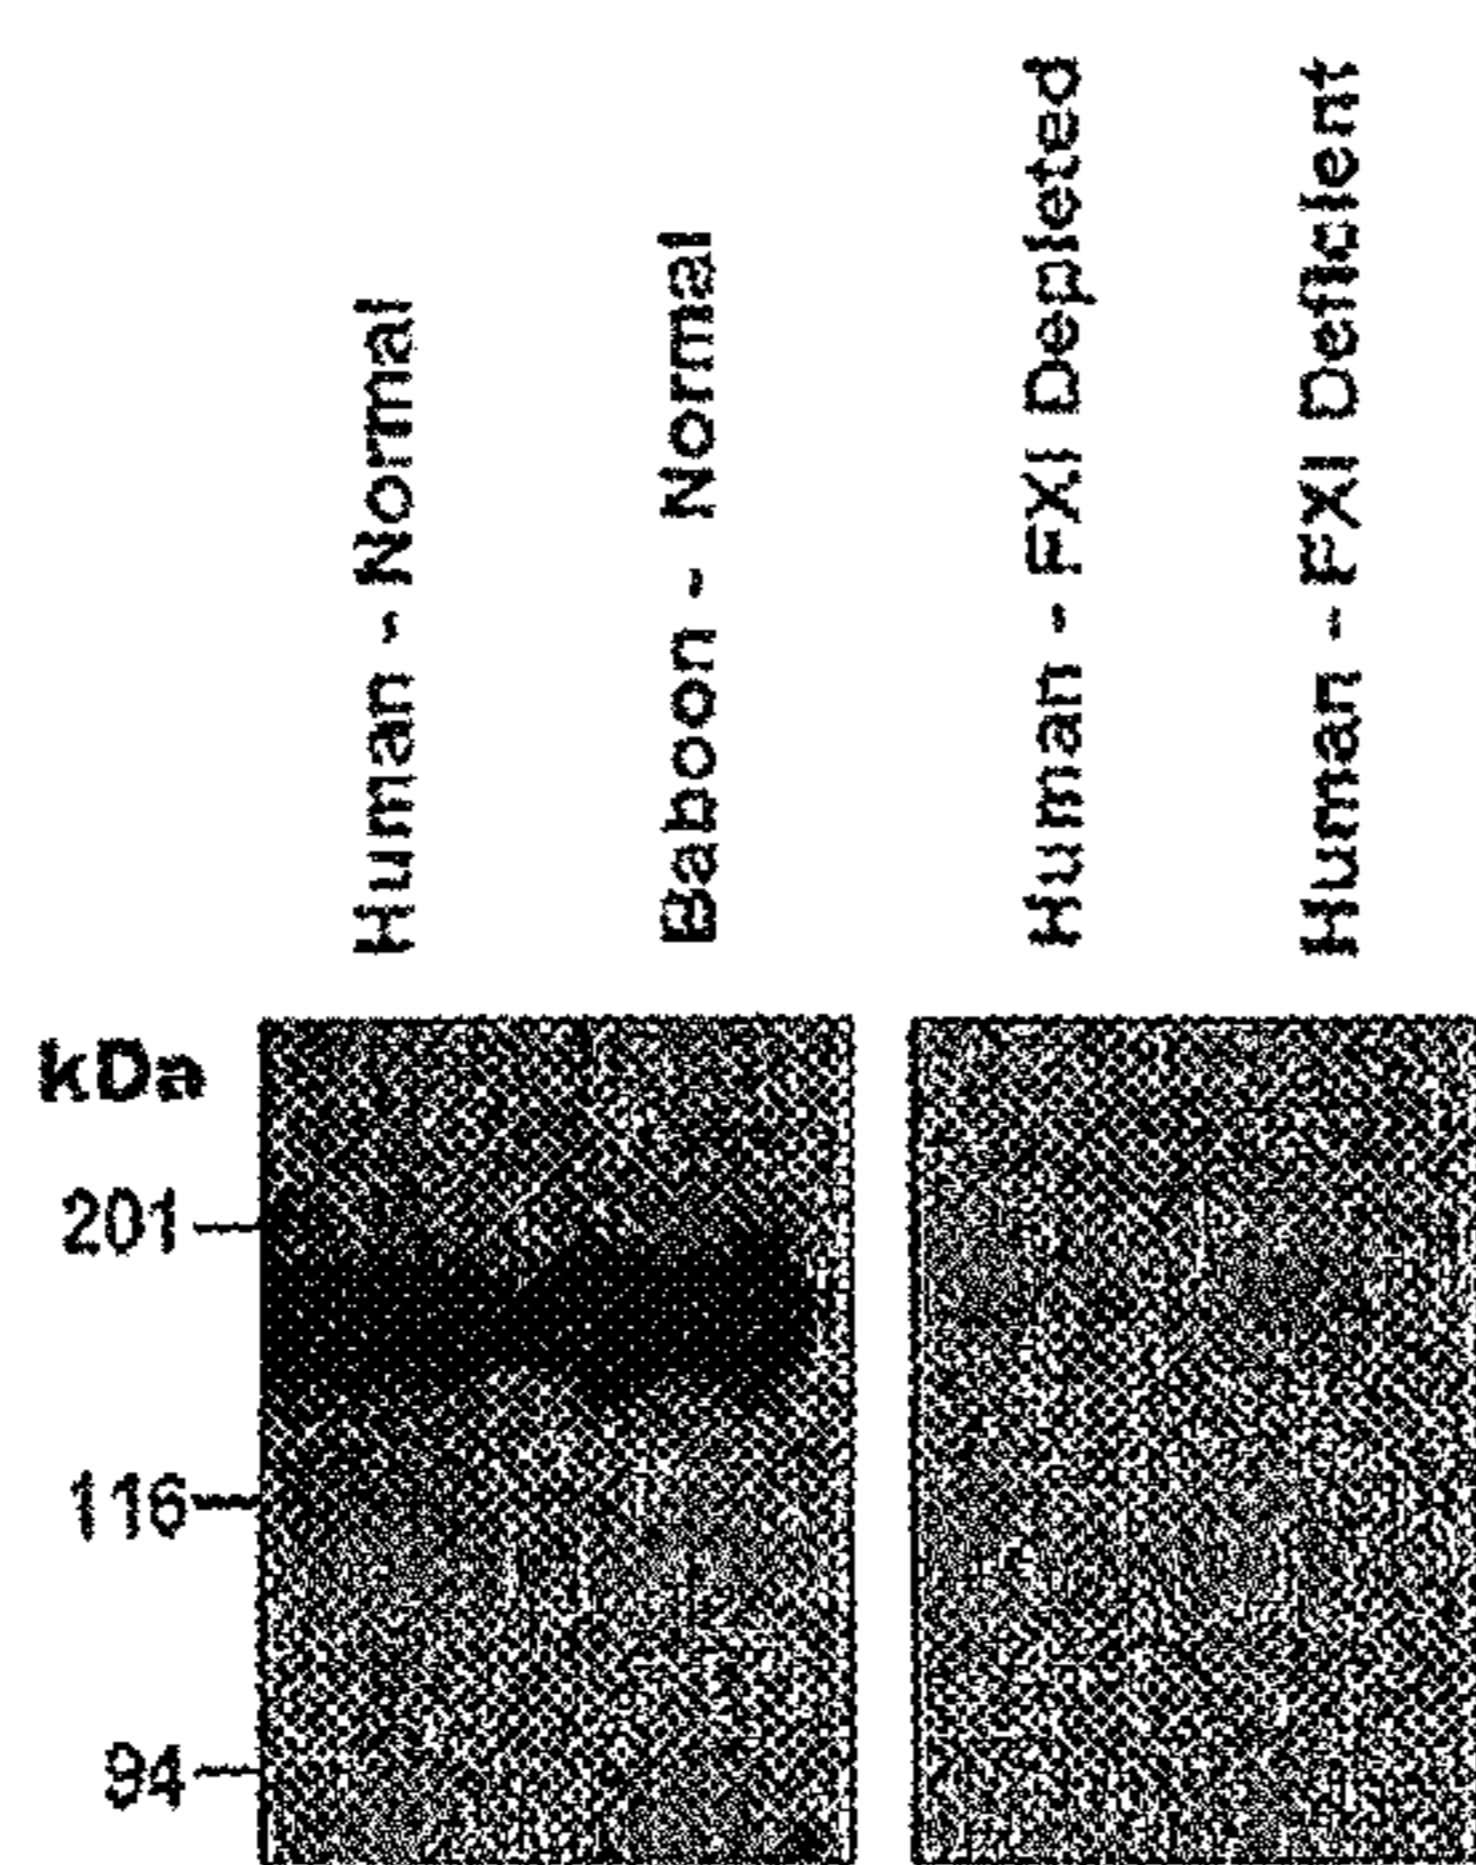 Human - Normal
Baboon - Normal
Human - FXI Depleted
Human - FXI Deficient
kDa
201
116
94